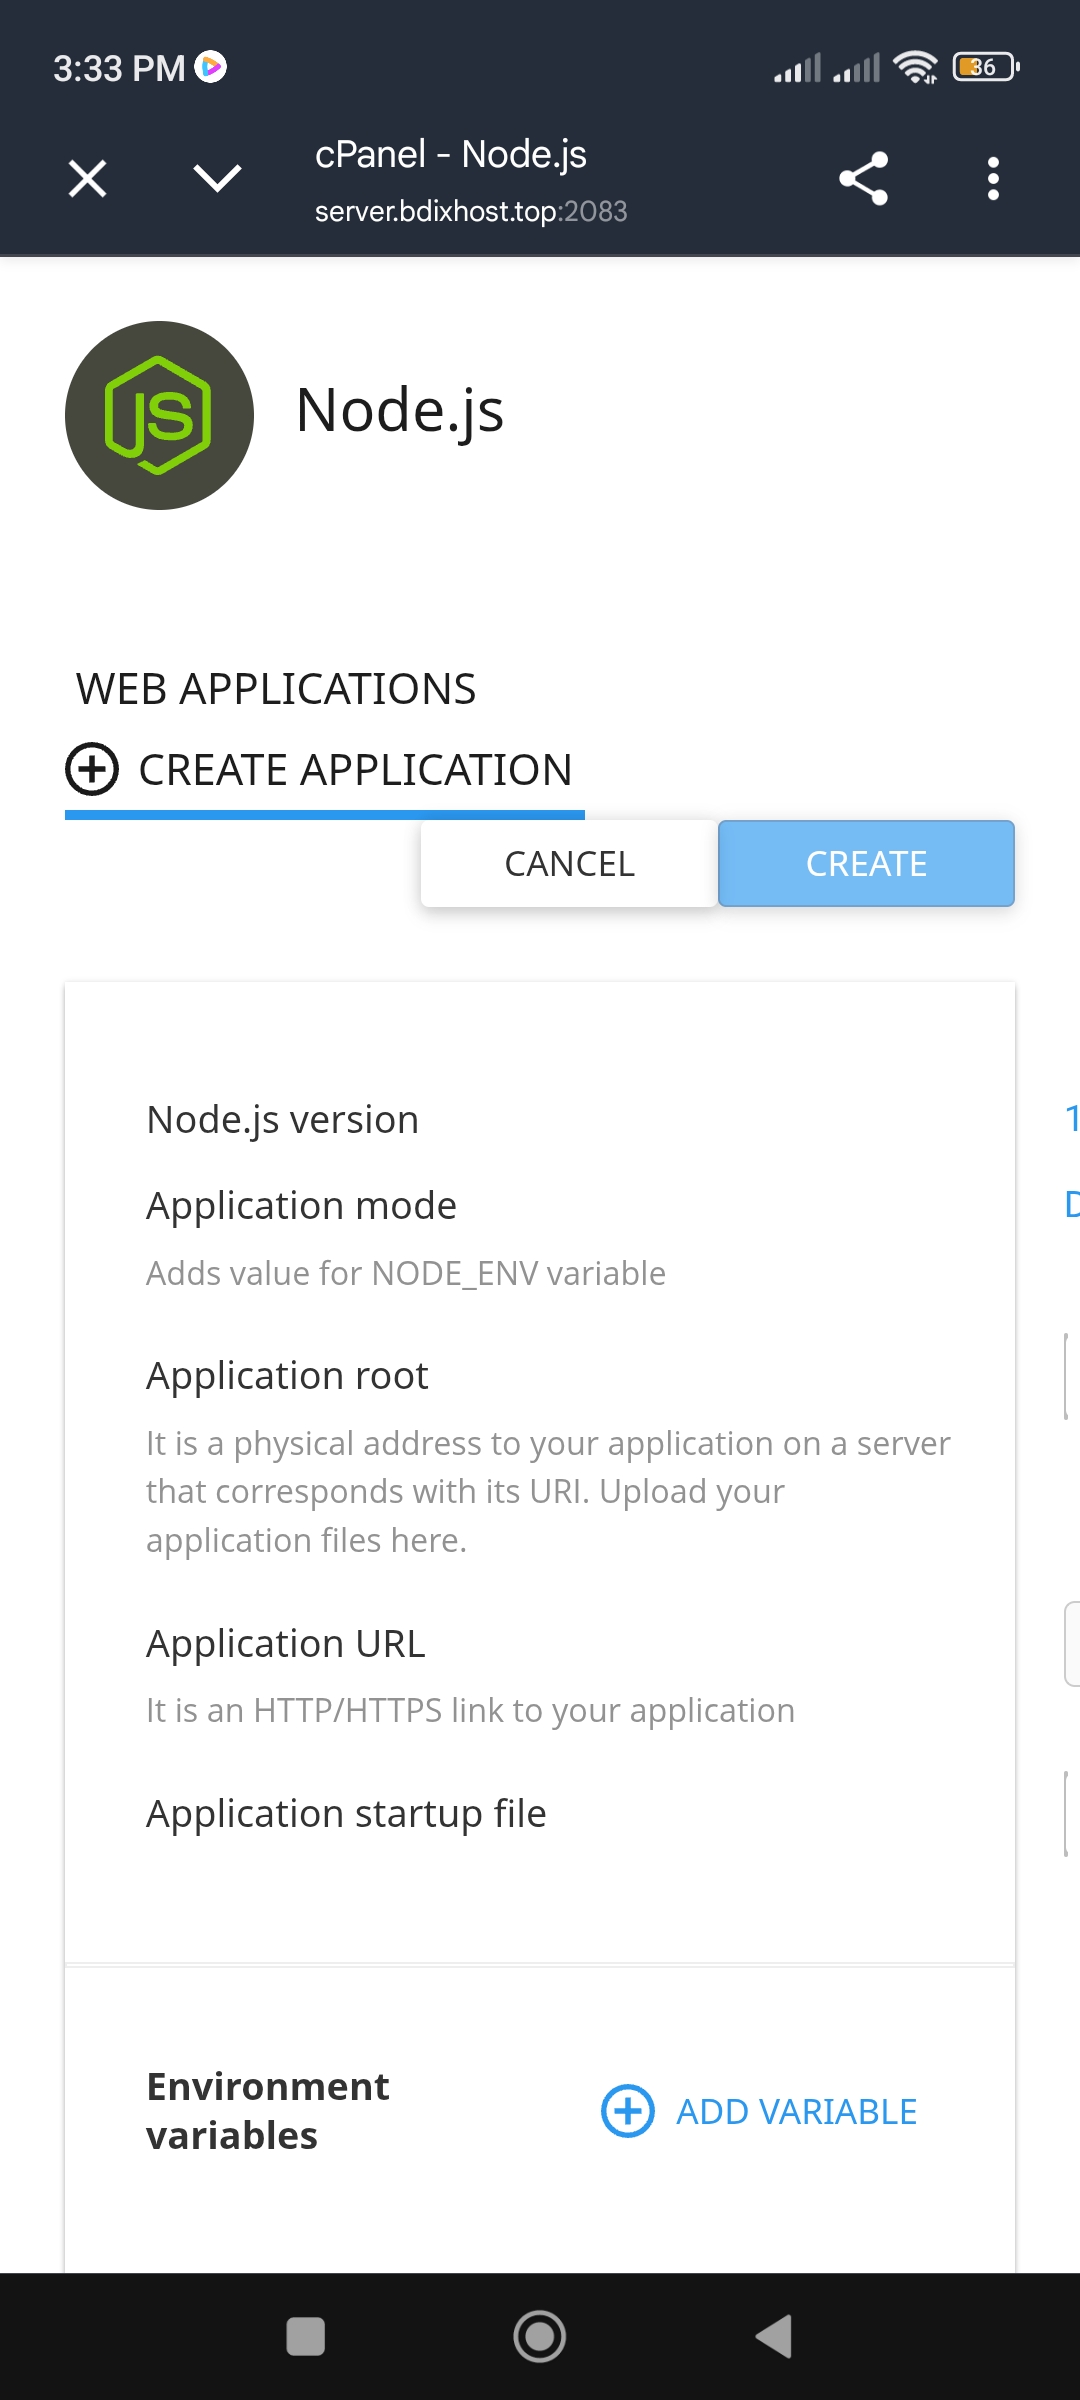 3:33 PM
36
cPanel - Node.js
server.bdixhost.top:2083
JS
Node.js
WEB APPLICATIONS
CREATE APPLICATION
CANCEL
CREATE
Node.js version
1
Application mode
D
Adds value for NODE_ENV variable
Application root
It is a physical address to your application on a server
that corresponds with its URI. Upload your
application files here.
Application URL
It is an HTTP/HTTPS link to your application
Application startup file
Environment
variables
ADD VARIABLE